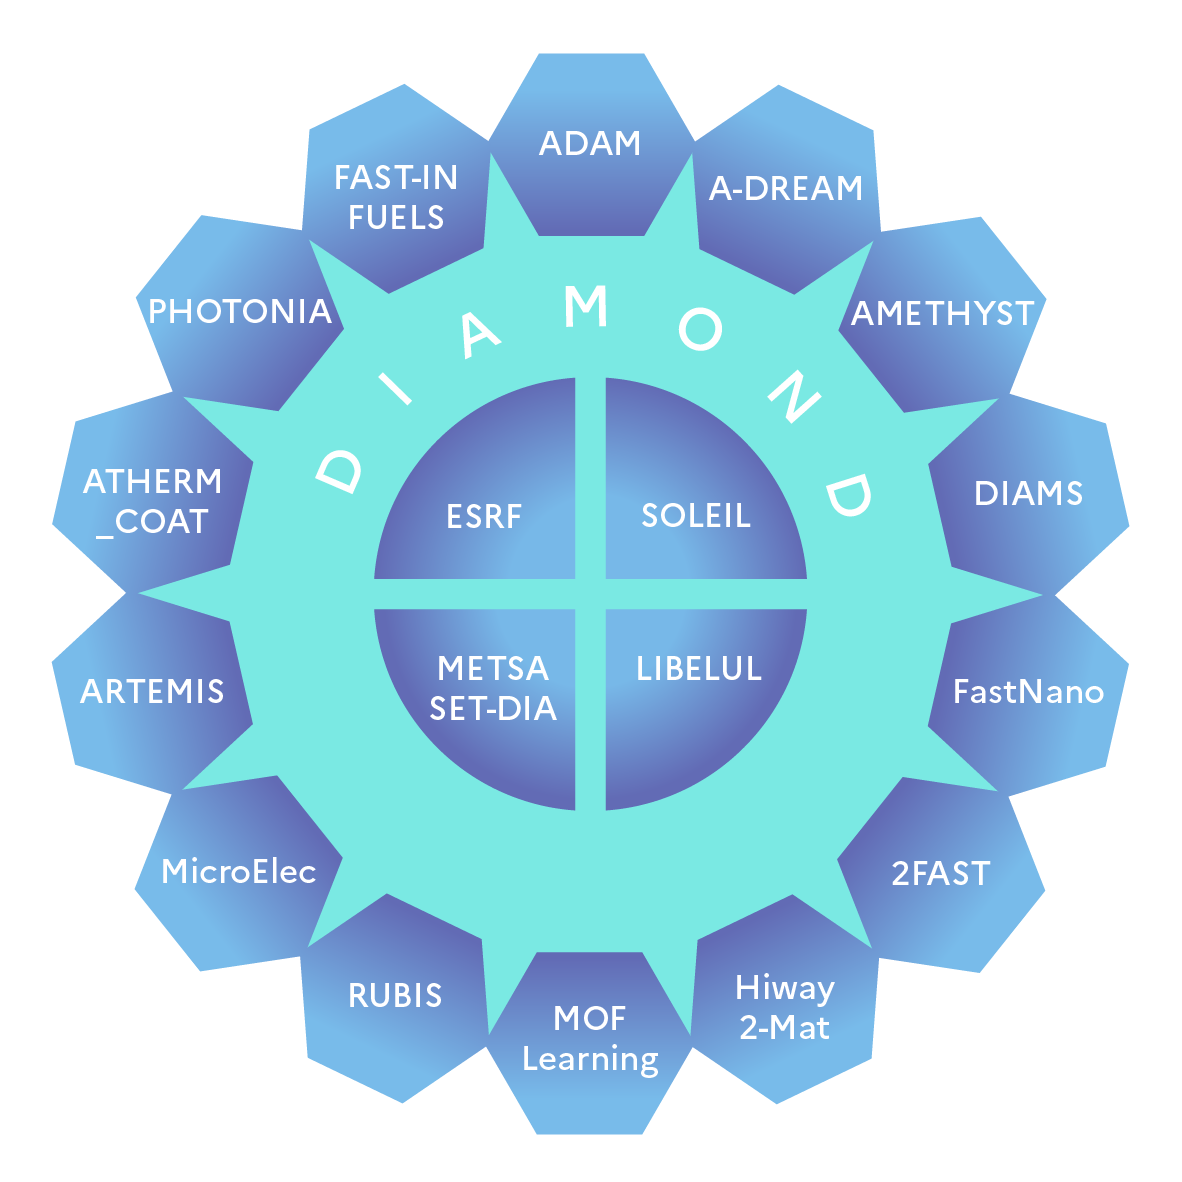 ADAM
A-DREAM
AMETHYST
DIAMS
FastNano
2FAST
Hiway
2-Mat
MOF
Learning
RUBIS
MicroElec
ARTEMIS
ATHERM
_COAT
PHOTONIA
FAST-IN
FUELS
DIAMOND
ESRF
SOLEIL
METSA
SET-DIA
LIBELUL